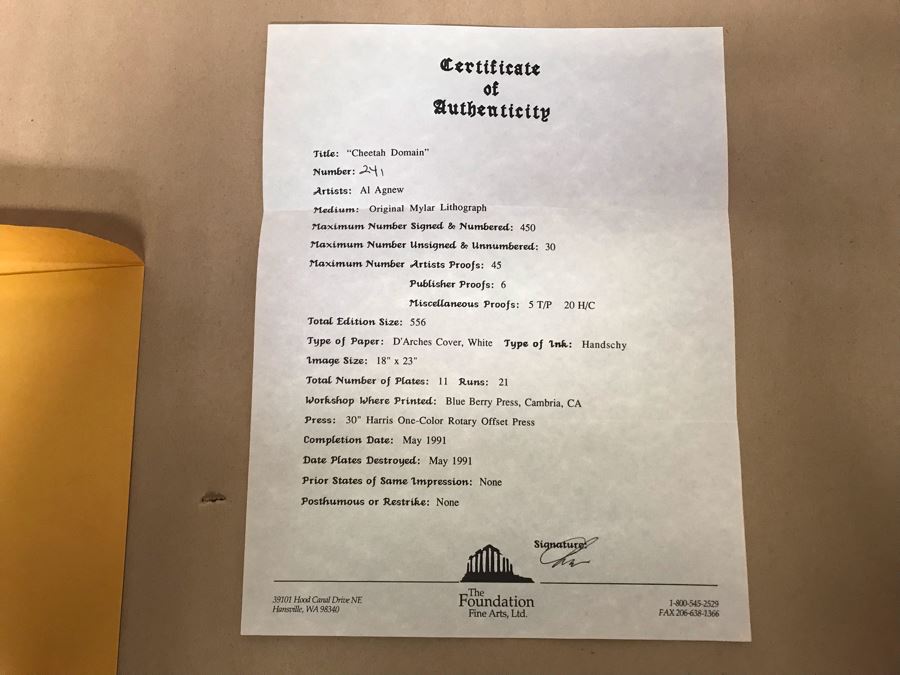 Certificate
of
Authenticity
Title: "Cheetah Domain"
Number: 241
Artists: Al Agnew
Medium: Original Mylar Lithograph
Maximum Number Signed & Numbered: 450
Maximum Number Unsigned & Unnumbered: 30
Maximum Number Artists Proofs: 45
Publisher Proofs: 6
Miscellaneous Proofs: 5 T/P 20 H/C
Total Edition Size: 556
Type of Paper: D'Arches Cover, White Type of Ink: Handschy
Image Size: 18" x 23"
Total Number of Plates: 11 Runs: 21
Workshop Where Printed: Blue Berry Press, Cambria, CA
Press: 30" Harris One-Color Rotary Offset Press
Completion Date: May 1991
Date Plates Destroyed: May 1991
Prior States of Same Impression: None
Posthumous or Restrike: None
Signature:
39101 Hood Canal Drive NE
Hansville, WA 98340
The
Foundation
Fine Arts, Ltd.
1-800-545-2529
FAX 206-638-1366